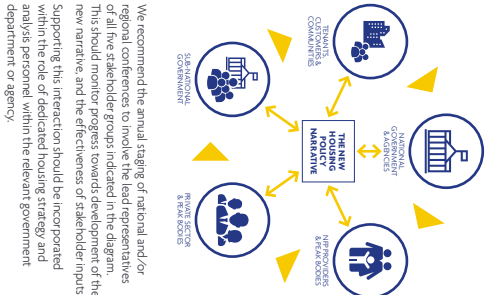 NATIONAL
GOVERNMENT
& AGENCIES
TENANTS,
CUSTOMERS &
COMMUNITIES
NFP PROVIDERS
& PEAK BODIES
THE NEW
HOUSING
POLICY
NARRATIVE
SUB-NATIONAL
GOVERNMENT
PRIVATE SECTOR
& PEAK BODIES
We recommend the annual staging of national and/or
regional conferences to involve the lead representatives
of all five stakeholder groups indicated in the diagram.
This should monitor progress towards development of the
new narrative, and the effectiveness of stakeholder inputs.
Supporting this interaction should be incorporated
within the role of dedicated housing strategy and
analysis personnel within the relevant government
department or agency.